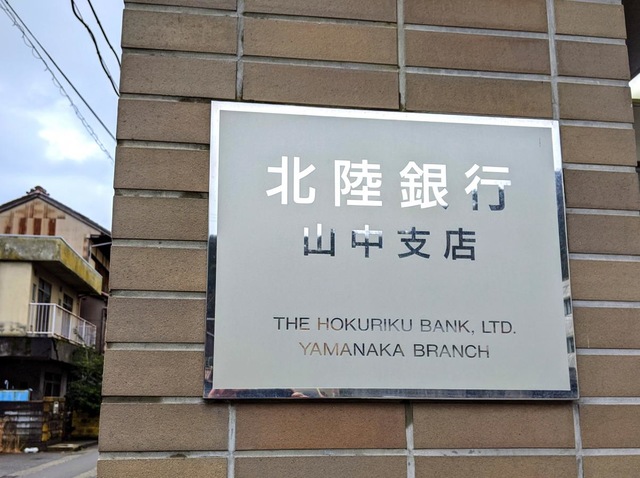 北陸銀行
山中支店
THE HOKURIKU BANK, LTD.
YAMANAKA BRANCH